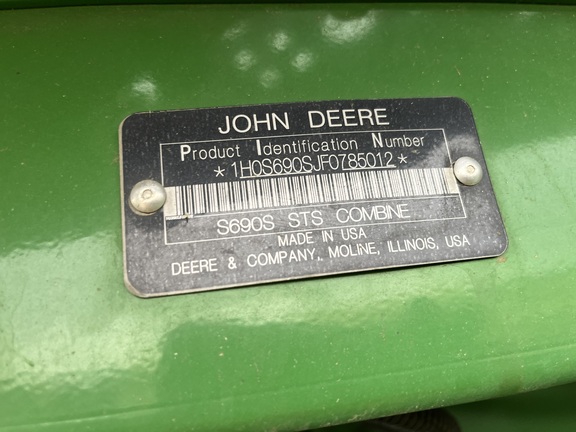 JOHN DEERE
Product Identification Number
*1H0S690SJF0785012*
S690S STS COMBINE
MADE IN USA
DEERE & COMPANY, MOLINE, ILLINOIS, USA